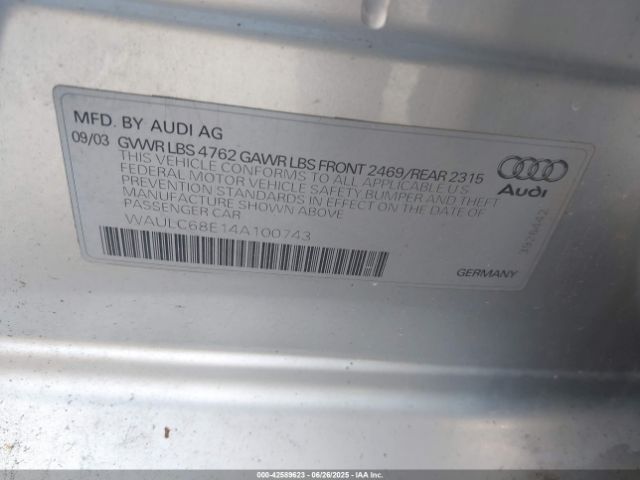 MFD. BY AUDI AG
09/03 GVWR LBS 4762 GAWR LBS FRONT 2469/REAR 2315
THIS VEHICLE CONFORMS TO ALL APPLICABLE U.S
FEDERAL MOTOR VEHICLE SAFETY BUMPER AND THEFT
PREVENTION STANDARDS IN EFFECT ON THE DATE OF
MANUFACTURE SHOWN ABOVE
PASSENGER CAR
WAULC68E14A100743
Audi
3926442
GERMANY
000-42589623 - 06/26/2025 - IAA Inc.